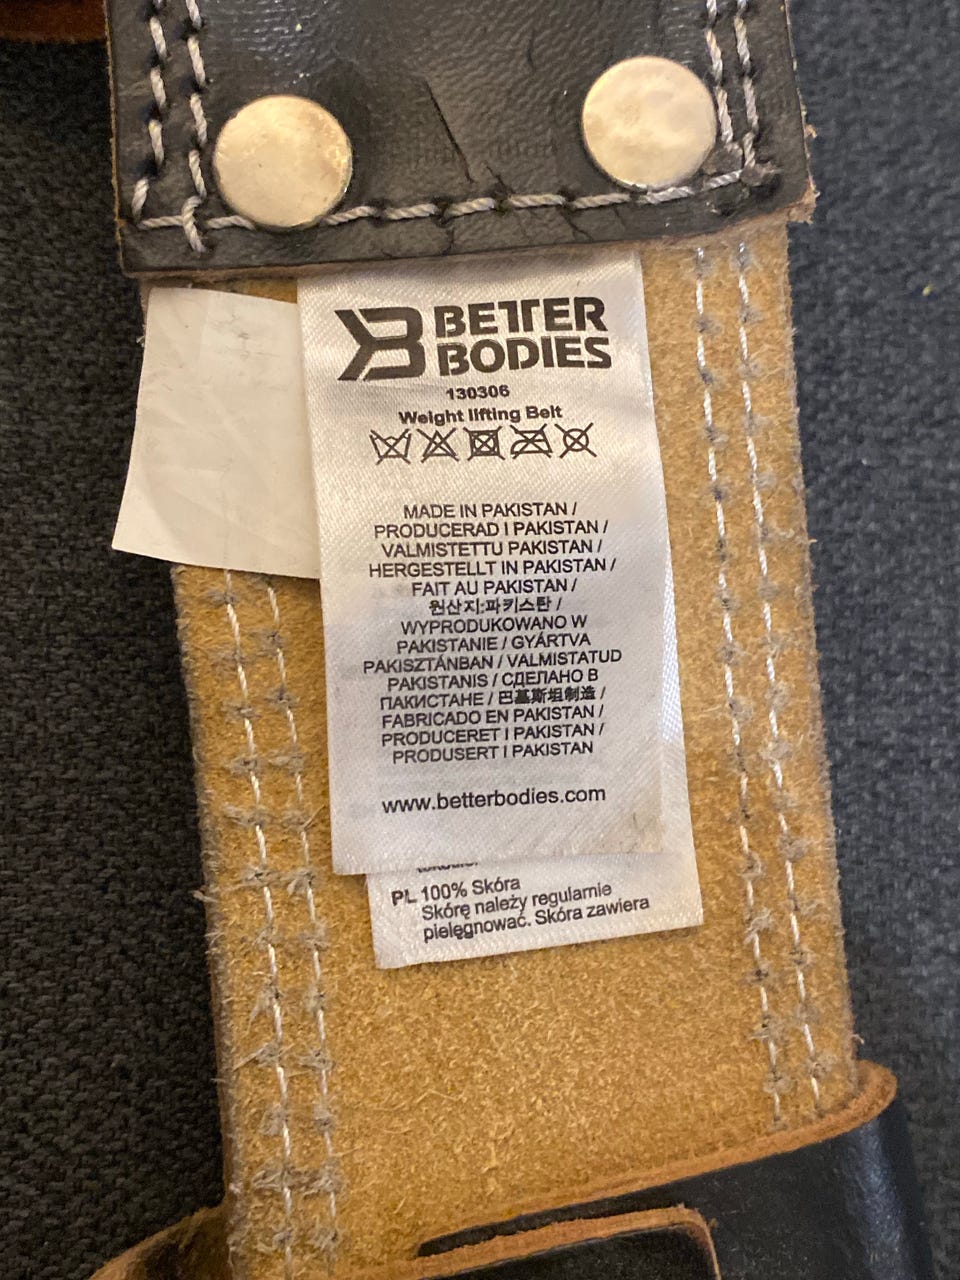 BETTER
BODIES
130306
Weight lifting Belt
MADE IN PAKISTAN /
PRODUCERAD I PAKISTAN /
VALMISTETTU PAKISTAN /
HERGESTELLT IN PAKISTAN /
FAIT AU PAKISTAN /
원산지:파키스탄 /
WYPRODUKOWANO W
PAKISTANIE / GYÁRTVA
PAKISZTÁNBAN / VALMISTATUD
PAKISTANIS / СДЕЛАНО В
ПАКИСТАНЕ / 巴基斯坦制造 /
FABRICADO EN PAKISTAN /
PRODUCERET I PAKISTAN /
PRODUSERT I PAKISTAN
www.betterbodies.com
PL 100% Skóra
Skórę należy regularnie
pielęgnować. Skóra zawiera